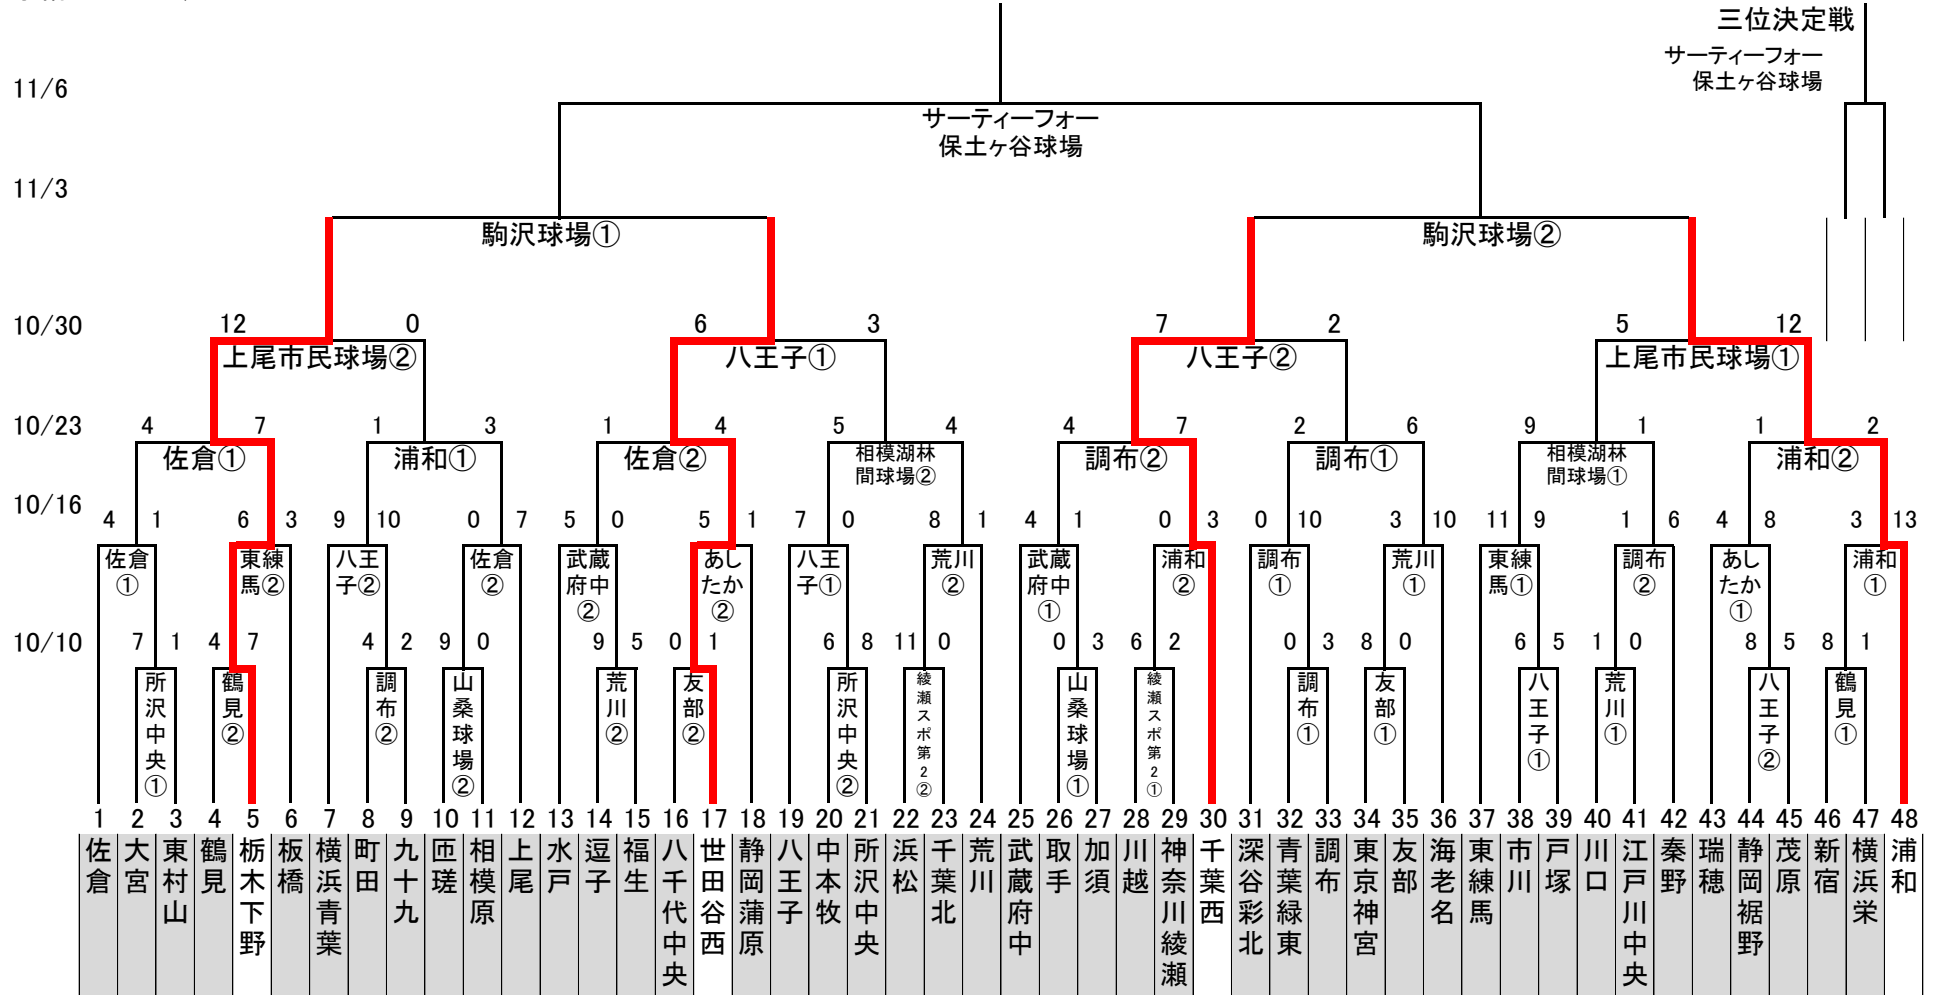 三位決定戦
サーティーフォー
保土ヶ谷球場
11/6
サーティーフォー
保土ヶ谷球場
11/3
駒沢球場① 駒沢球場②
10/30 12 0 6 3 7 2 5 12
上尾市民球場② 八王子① 八王子② 上尾市民球場①
10/23 4 7 1 3 1 4 5 4 4 7 2 6 9 1 1 2
佐倉① 浦和① 佐倉② 相模湖林間球場② 調布② 調布① 相模湖林間球場① 浦和②
10/16 4 1 6 3 9 10 0 7 5 0 5 1 7 0 8 1 4 1 0 3 0 10 3 10 11 9 1 6 4 8 3 13
佐倉① 東練馬② 八王子② 佐倉② 武蔵府中② あしたか② 八王子① 荒川② 武蔵府中① 浦和② 調布① 荒川① 東練馬① 調布② あしたか① 浦和①
10/10 7 1 4 7 4 2 9 0 9 5 0 1 6 8 11 0 0 3 6 2 0 3 8 0 6 5 1 0 8 5 8 1
所沢中央① 鶴見② 調布② 山桑球場② 荒川② 友部② 所沢中央② 綾瀬スポ第2② 山桑球場① 綾瀬スポ第2① 調布① 友部① 八王子① 荒川① 八王子② 鶴見①
1 2 3 4 5 6 7 8 9 10 11 12 13 14 15 16 17 18 19 20 21 22 23 24 25 26 27 28 29 30 31 32 33 34 35 36 37 38 39 40 41 42 43 44 45 46 47 48
佐倉
大宮
東村山
鶴見
栃木下野
板橋
横浜青葉
町田
九十九
匝瑳
相模原
上尾
水戸
逗子
福生
八千代中央
世田谷西
静岡蒲原
八王子
中本牧
所沢中央
浜松
千葉北
荒川
武蔵府中
取手
加須
川越
神奈川綾瀬
千葉西
深谷彩北
青葉緑東
調布
東京神宮
友部
海老名
東練馬
市川
戸塚
川口
江戸川中央
秦野
瑞穂
静岡裾野
茂原
新宿
横浜栄
浦和